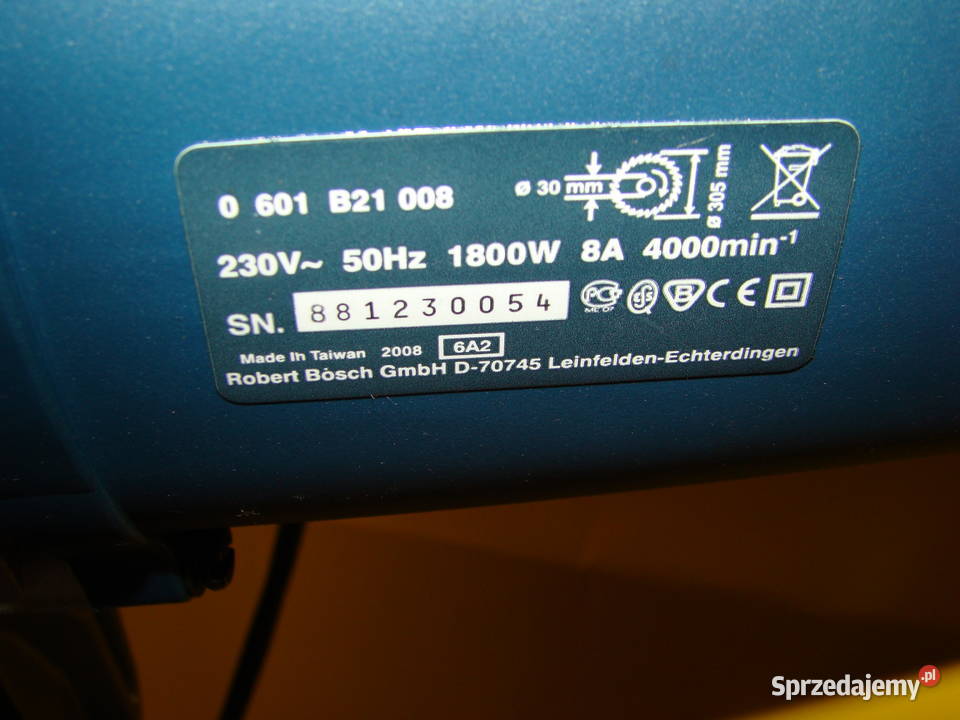 0 601 B21 008
Ø 30 mm
Ø 305 mm
230V~ 50Hz 1800W 8A 4000min-1
SN. 881230054
Made In Taiwan 2008 6A2
Robert Bosch GmbH D-70745 Leinfelden-Echterdingen
B CE
Sprzedajemy.pl